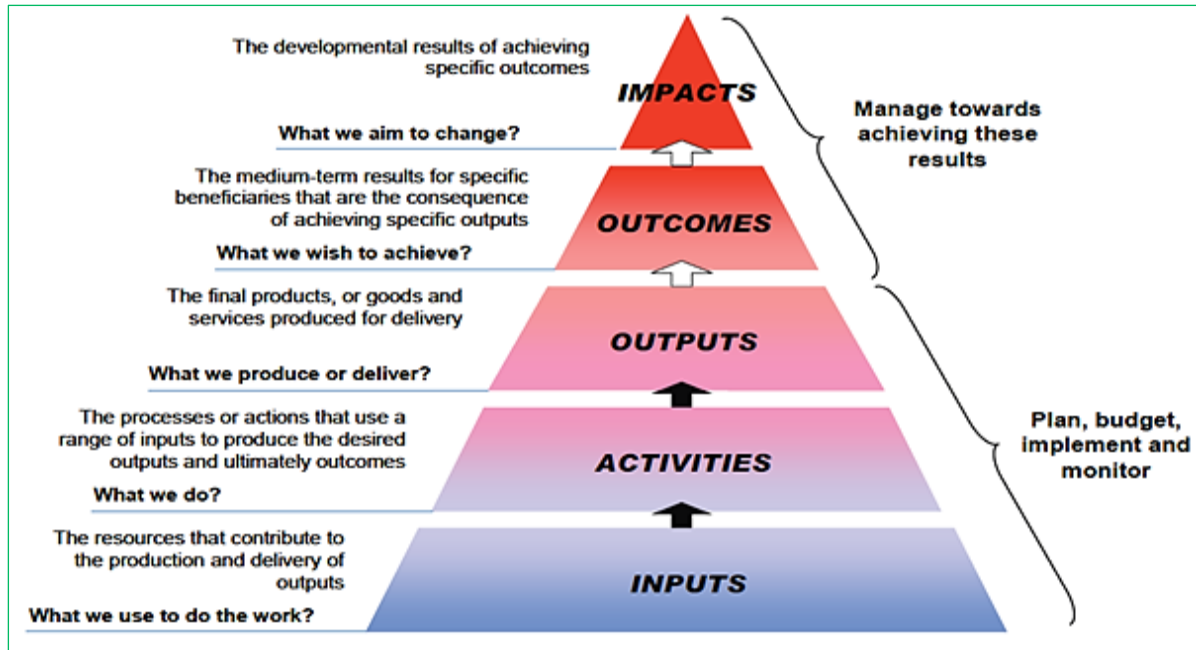 The developmental results of achieving
specific outcomes
IMPACTS
What we aim to change?
Manage towards
achieving these
results
The medium-term results for specific
beneficiaries that are the consequence
of achieving specific outputs
OUTCOMES
What we wish to achieve?
The final products, or goods and
services produced for delivery
OUTPUTS
What we produce or deliver?
The processes or actions that use a
range of inputs to produce the desired
outputs and ultimately outcomes
ACTIVITIES
What we do?
Plan, budget,
implement and
monitor
The resources that contribute to
the production and delivery of
outputs
INPUTS
What we use to do the work?